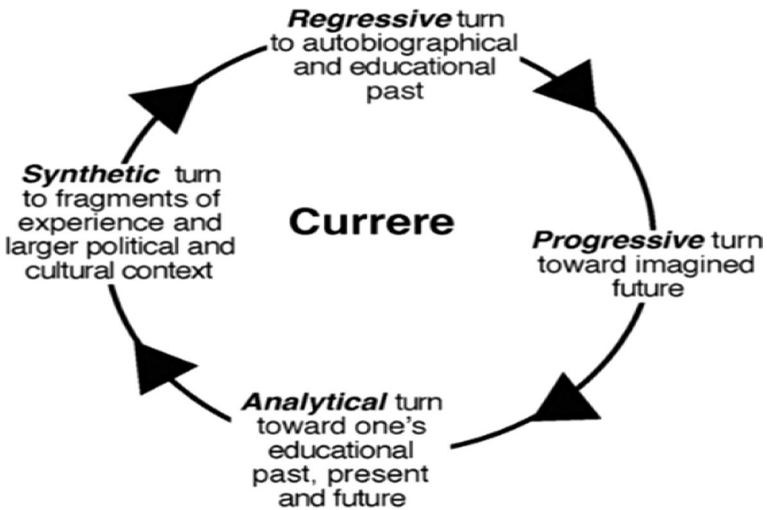 Regressive turn
to autobiographical
and educational
past
Synthetic turn
to fragments of
experience and
larger political and
cultural context
Currere
Progressive turn
toward imagined
future
Analytical turn
toward one's
educational
past, present
and future